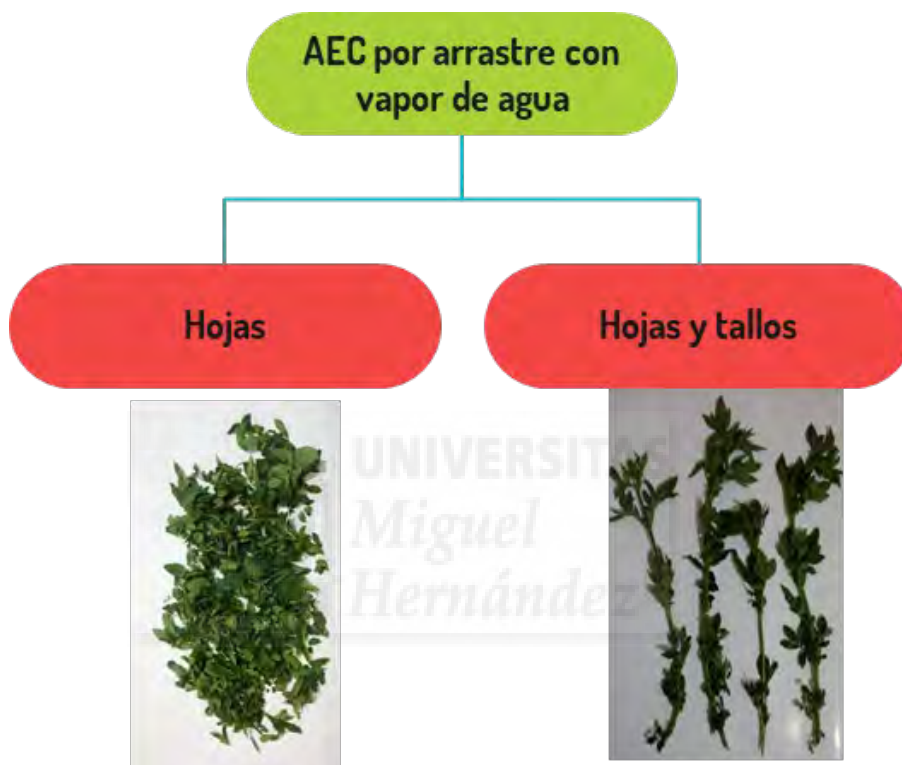 AEC por arrastre con
vapor de agua
Hojas
Hojas y tallos
UNIVERSITAS
Miguel
Hernández